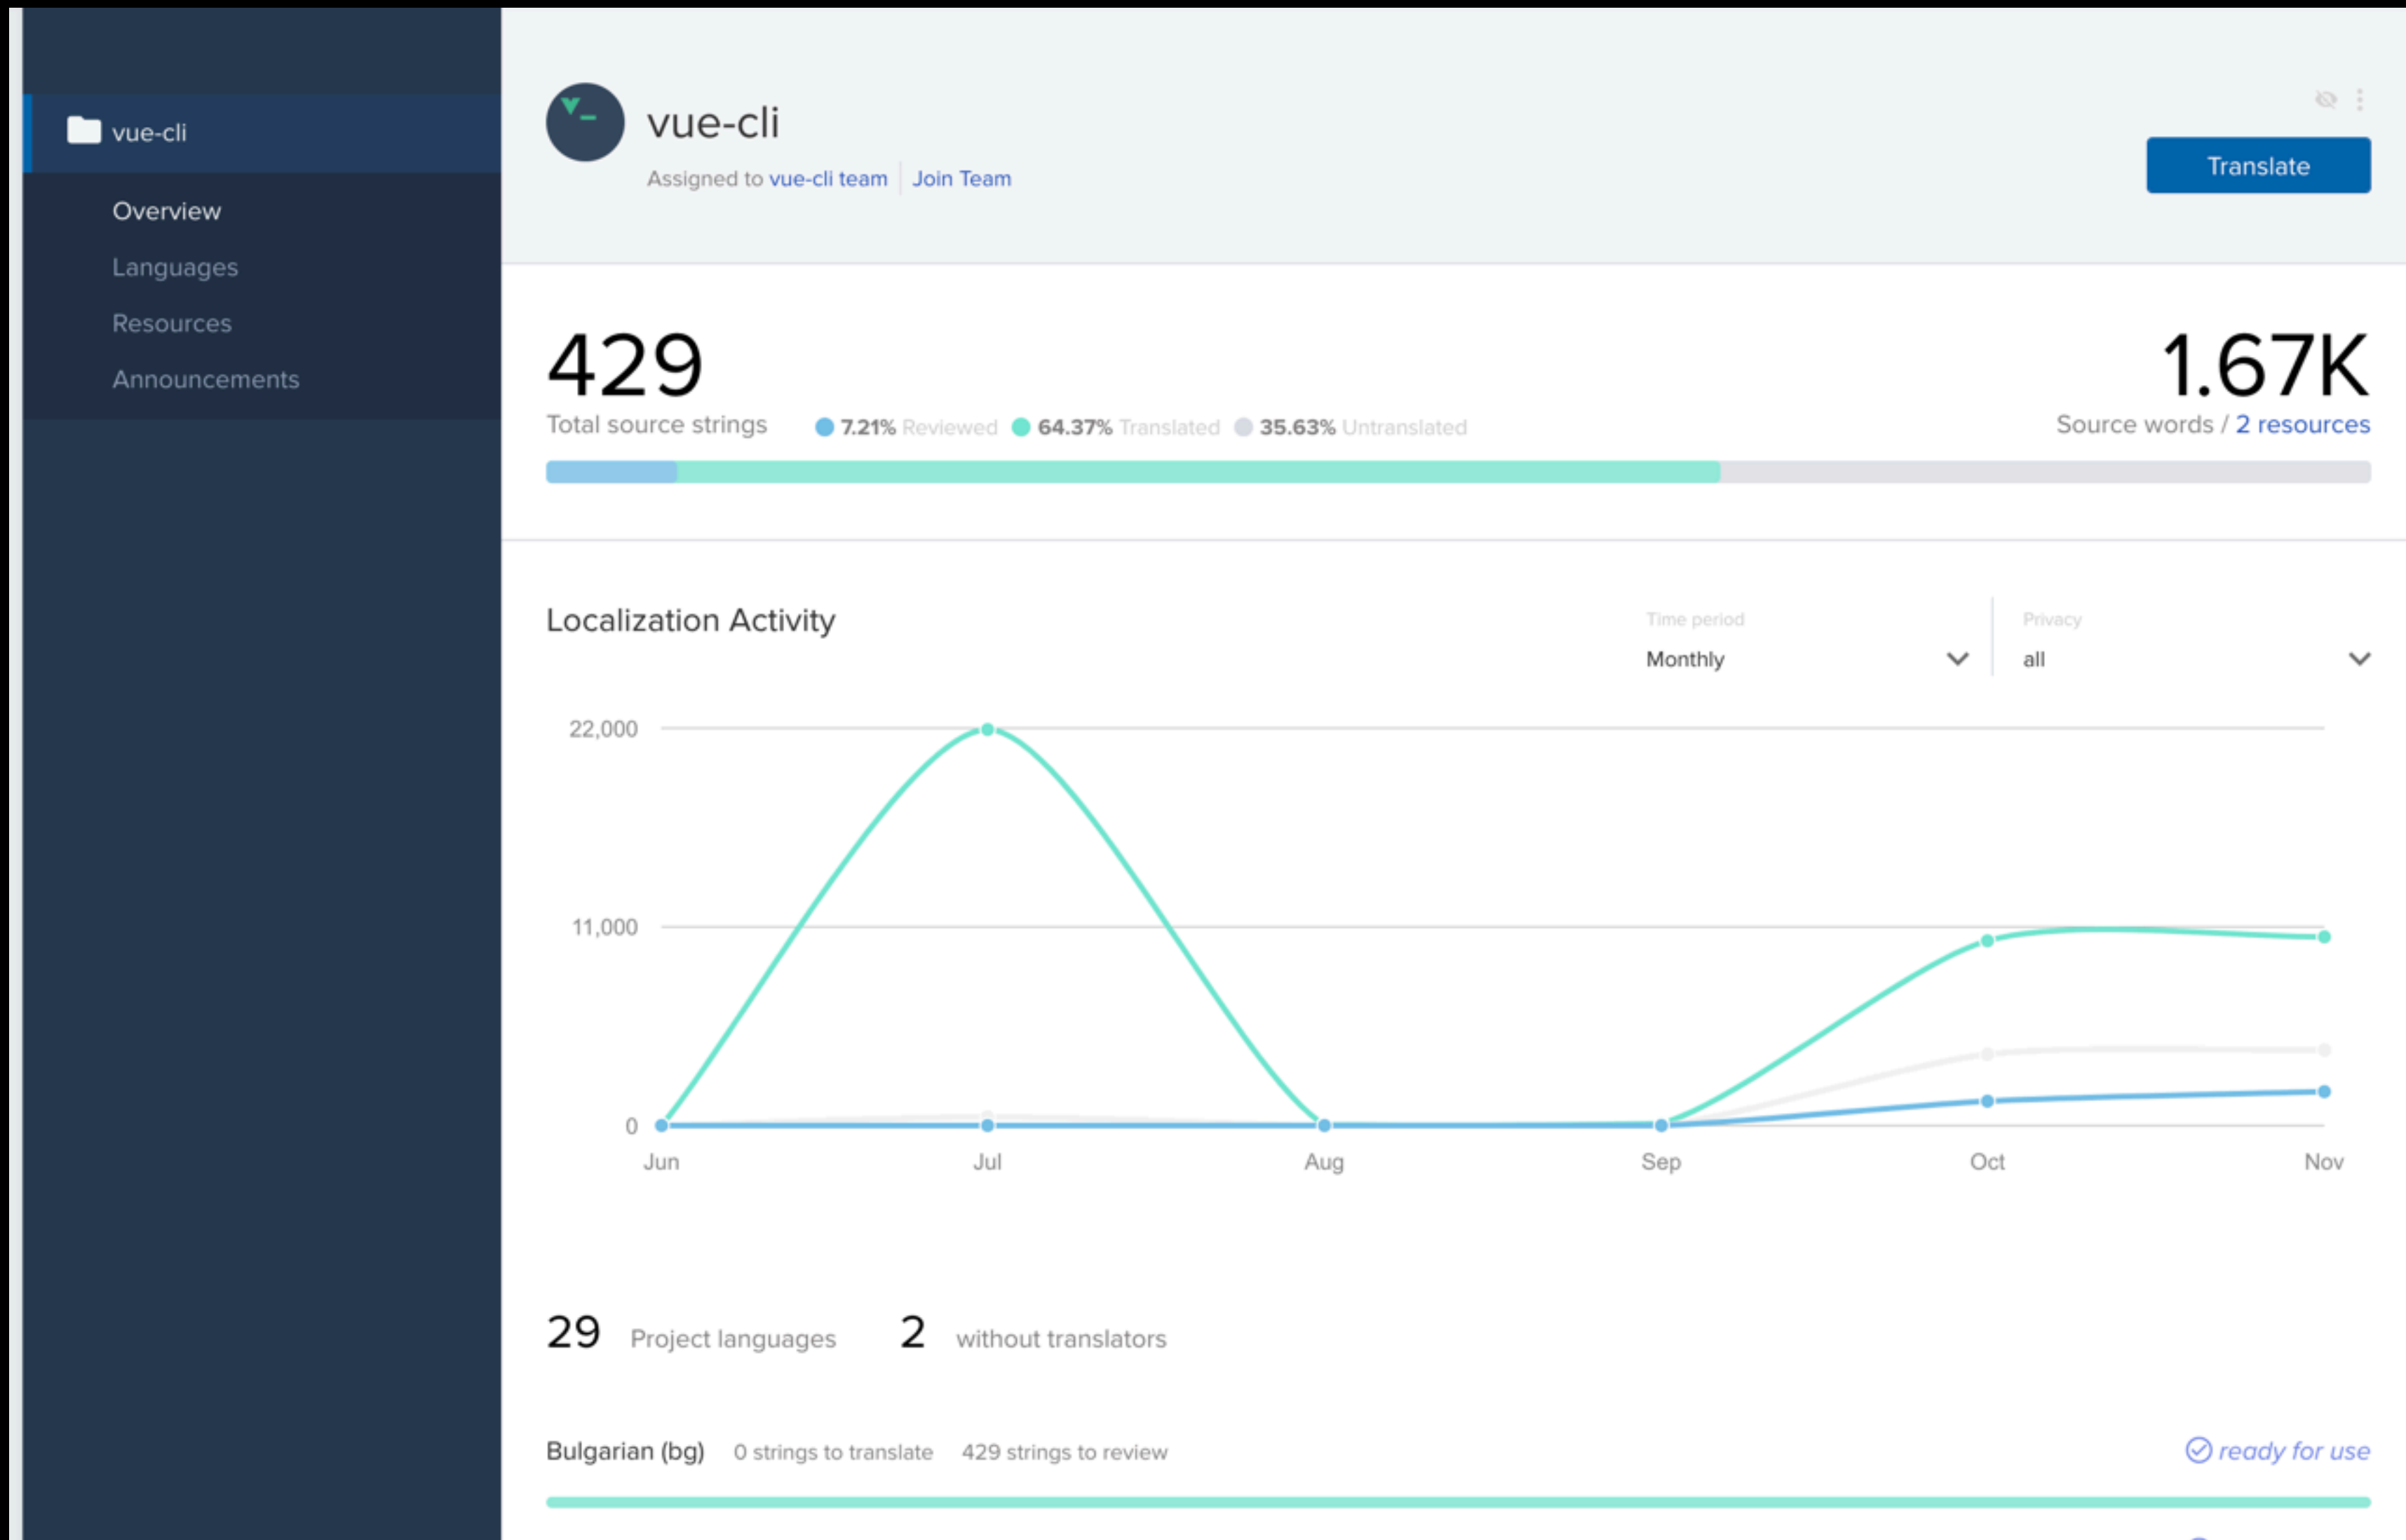 vue-cli
Overview
Languages
Resources
Announcements
vue-cli
Assigned to vue-cli team Join Team
Translate
429
Total source strings
7.21% Reviewed 64.37% Translated 35.63% Untranslated
1.67K
Source words / 2 resources
Localization Activity
Time period
Monthly
Privacy
all
22,000
11,000
0
Jun Jul Aug Sep Oct Nov
29 Project languages 2 without translators
Bulgarian (bg) 0 strings to translate 429 strings to review ready for use